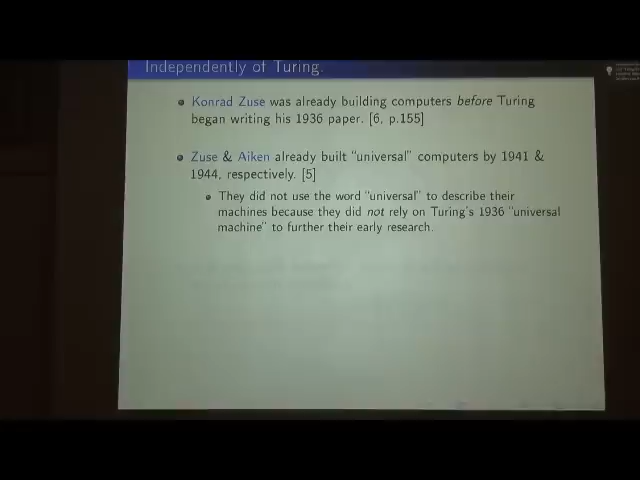 Independently of Turing.
• Konrad Zuse was already building computers before Turing
began writing his 1936 paper. [6, p.155]
• Zuse & Aiken already built “universal” computers by 1941 &
1944, respectively. [5]
• They did not use the word “universal” to describe their
machines because they did not rely on Turing's 1936 “universal
machine” to further their early research.